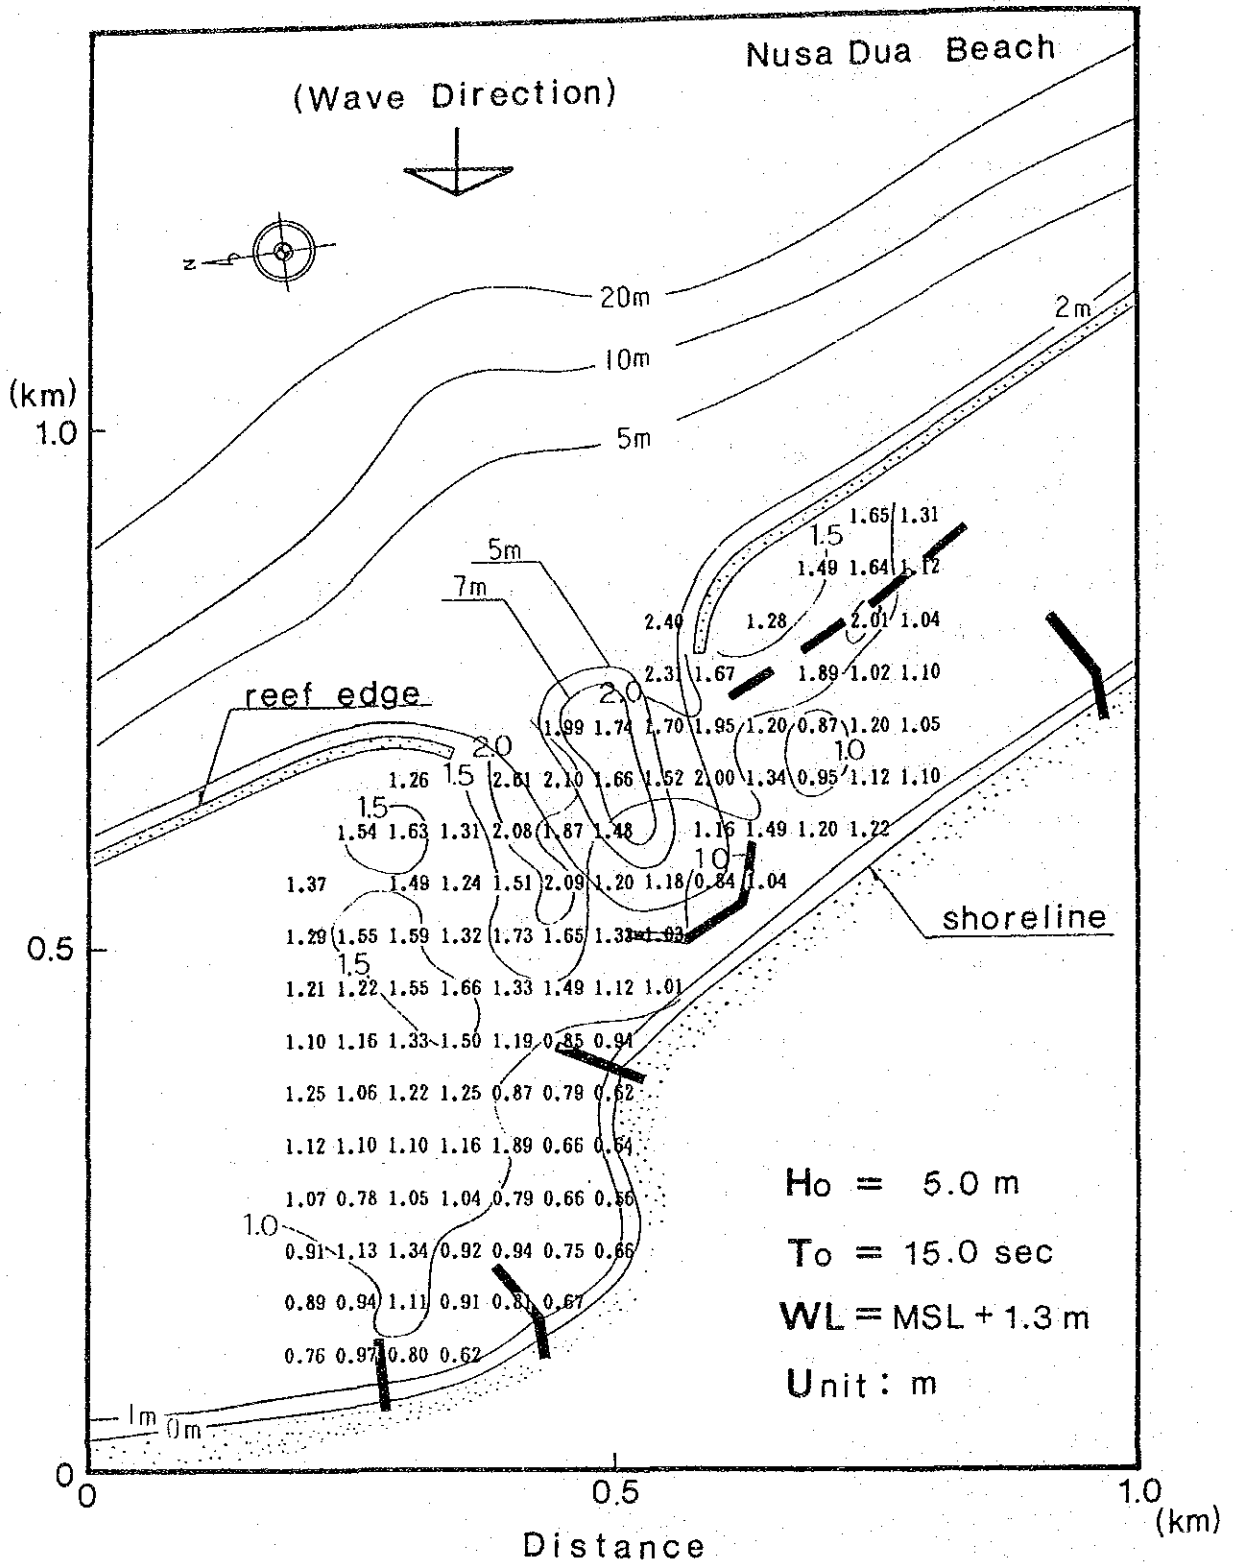 Nusa Dua Beach
(Wave Direction)
N
20m
2m
10m
(km)
1.0
5m
1.65 1.31
1.5
5m
1.49 1.64 1.12
7m
2.40 1.28 2.01 1.04
2.31 1.67 1.89 1.02 1.10
reef edge
2.0
1.99 1.74 1.70 1.95 1.20 0.87 1.20 1.05
2.0
1.0
1.26 1.5 2.61 2.10 1.66 1.52 2.00 1.34 0.95 1.12 1.10
1.5
1.54 1.63 1.31 2.08 1.87 1.48 1.16 1.49 1.20 1.22
1.0
1.37 1.49 1.24 1.51 2.09 1.20 1.18 0.84 1.04
shoreline
1.29 1.55 1.59 1.32 1.73 1.65 1.33 1.03
0.5
1.5
1.21 1.22 1.55 1.66 1.33 1.49 1.12 1.01
1.10 1.16 1.33 1.50 1.19 0.85 0.94
1.25 1.06 1.22 1.25 0.87 0.79 0.62
1.12 1.10 1.10 1.16 1.89 0.66 0.64
Ho = 5.0 m
1.07 0.78 1.05 1.04 0.79 0.66 0.56
1.0
0.91 1.13 1.34 0.92 0.94 0.75 0.66
To = 15.0 sec
0.89 0.94 1.11 0.91 0.81 0.67
WL = MSL + 1.3 m
0.76 0.97 0.80 0.62
Unit : m
1m
0m
0
0 0.5 1.0
(km)
Distance